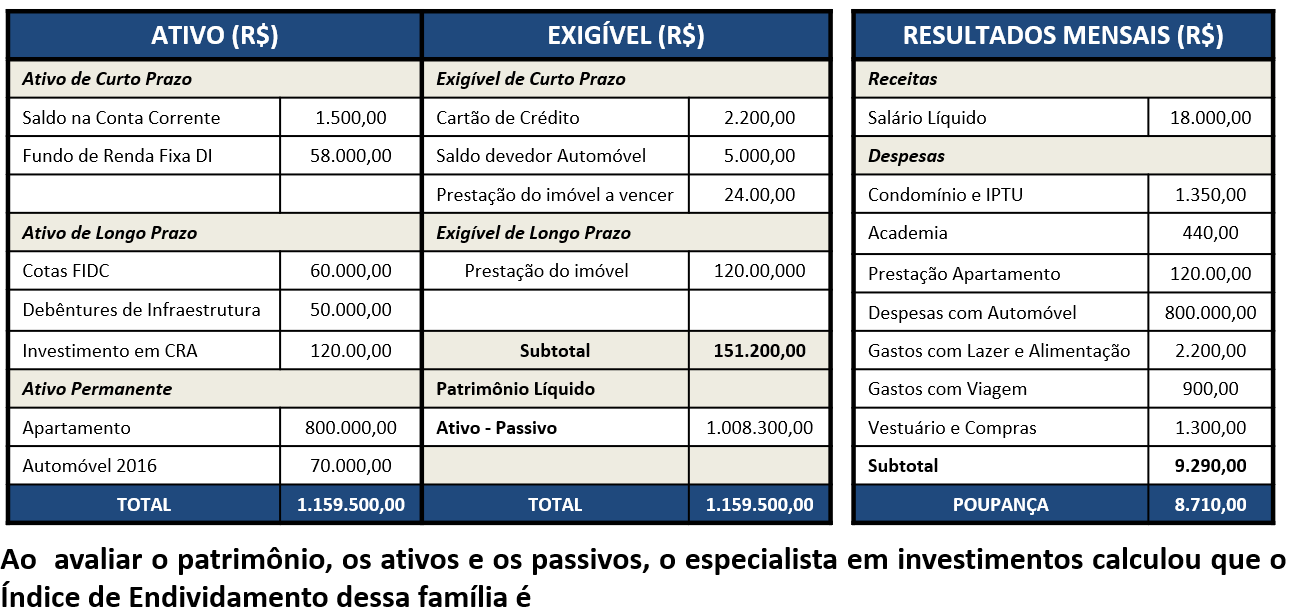 ATIVO (R$) EXIGÍVEL (R$) RESULTADOS MENSAIS (R$)
Ativo de Curto Prazo Exigível de Curto Prazo Receitas
Saldo na Conta Corrente 1.500,00 Cartão de Crédito 2.200,00 Salário Líquido 18.000,00
Fundo de Renda Fixa DI 58.000,00 Saldo devedor Automóvel 5.000,00 Despesas
Prestação do imóvel a vencer 24.00,00 Condomínio e IPTU 1.350,00
Ativo de Longo Prazo Exigível de Longo Prazo Academia 440,00
Cotas FIDC 60.000,00 Prestação do imóvel 120.00,000 Prestação Apartamento 120.00,00
Debêntures de Infraestrutura 50.000,00 Despesas com Automóvel 800.000,00
Investimento em CRA 120.00,00 Subtotal 151.200,00 Gastos com Lazer e Alimentação 2.200,00
Ativo Permanente Patrimônio Líquido Gastos com Viagem 900,00
Apartamento 800.000,00 Ativo - Passivo 1.008.300,00 Vestuário e Compras 1.300,00
Automóvel 2016 70.000,00 Subtotal 9.290,00
TOTAL 1.159.500,00 TOTAL 1.159.500,00 POUPANÇA 8.710,00
Ao avaliar o patrimônio, os ativos e os passivos, o especialista em investimentos calculou que o
Índice de Endividamento dessa família é